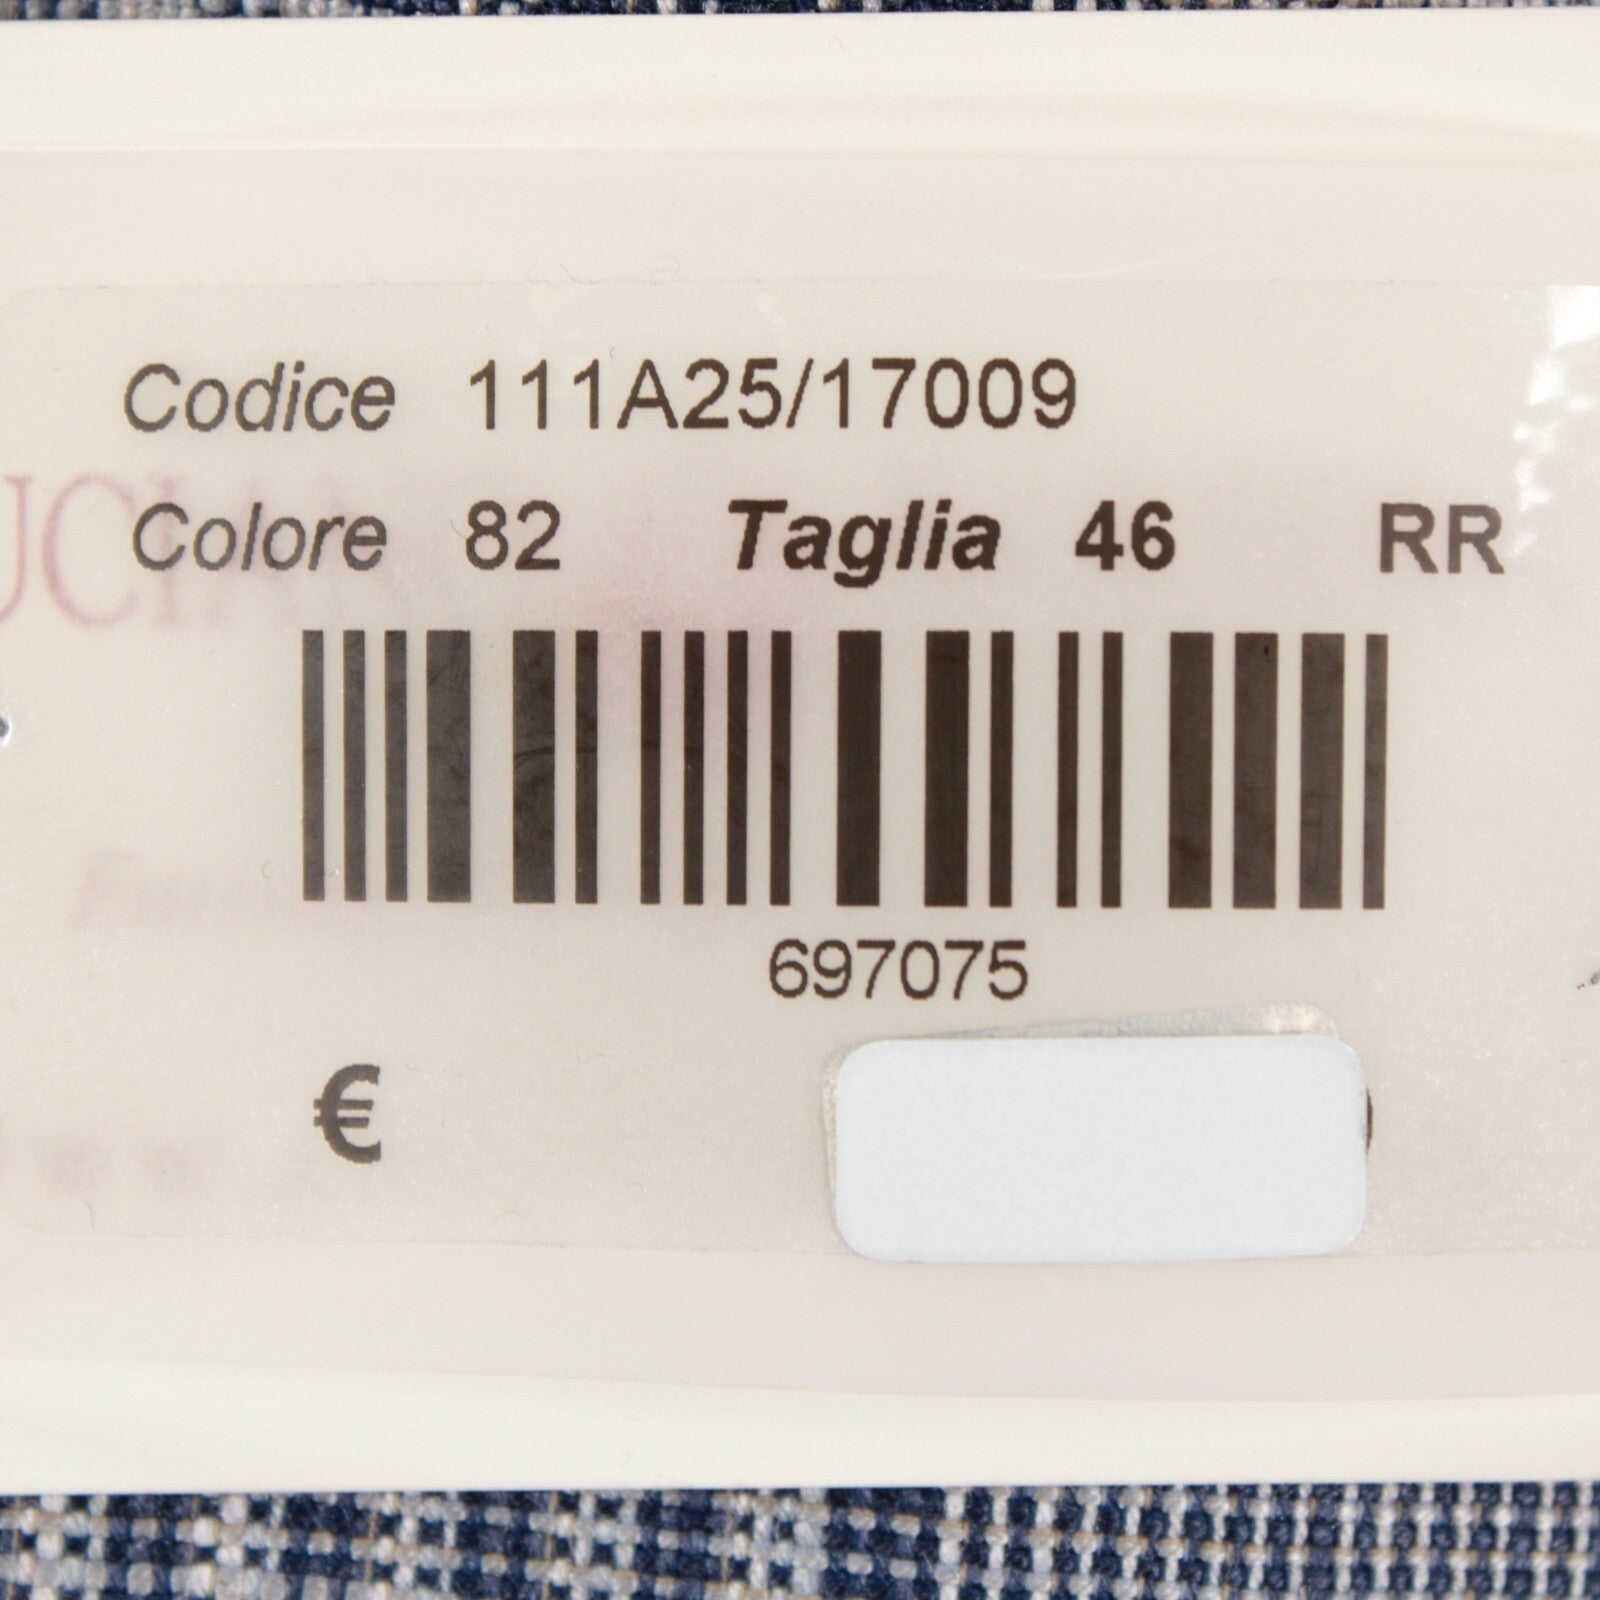 Codice 111A25/17009
Colore 82 Taglia 46 RR
697075
€